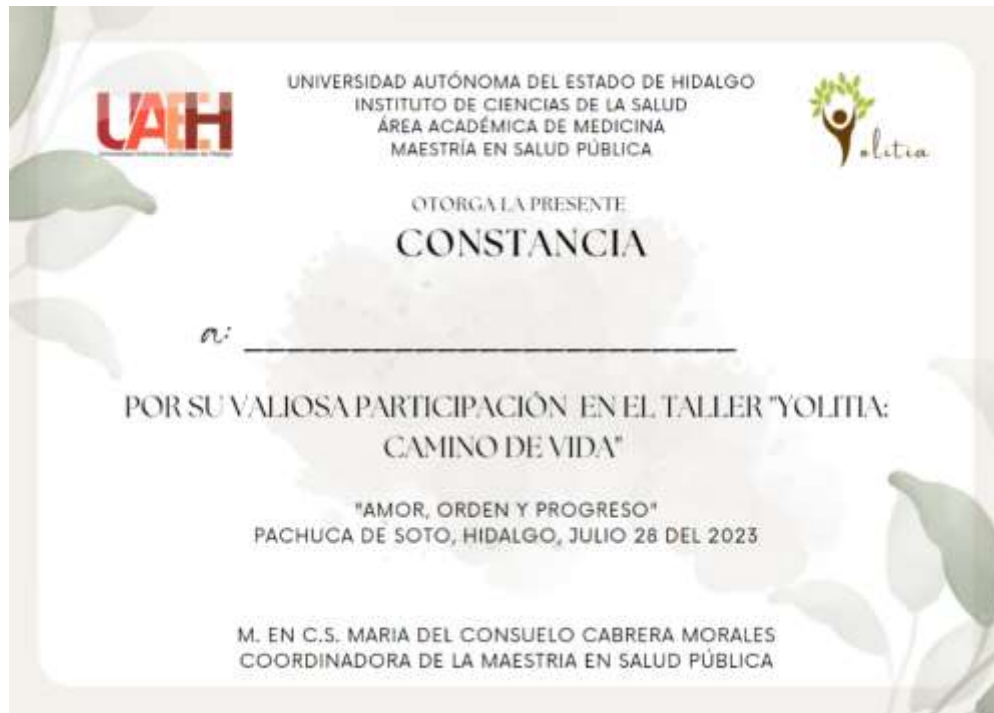 UAEH
UNIVERSIDAD AUTÓNOMA DEL ESTADO DE HIDALGO
INSTITUTO DE CIENCIAS DE LA SALUD
ÁREA ACADÉMICA DE MEDICINA
MAESTRÍA EN SALUD PÚBLICA
Yolitia
OTORGA LA PRESENTE
CONSTANCIA
a: _______________________
POR SU VALIOSA PARTICIPACIÓN EN EL TALLER "YOLITIA:
CAMINO DE VIDA"
"AMOR, ORDEN Y PROGRESO"
PACHUCA DE SOTO, HIDALGO, JULIO 28 DEL 2023
M. EN C.S. MARIA DEL CONSUELO CABRERA MORALES
COORDINADORA DE LA MAESTRIA EN SALUD PÚBLICA